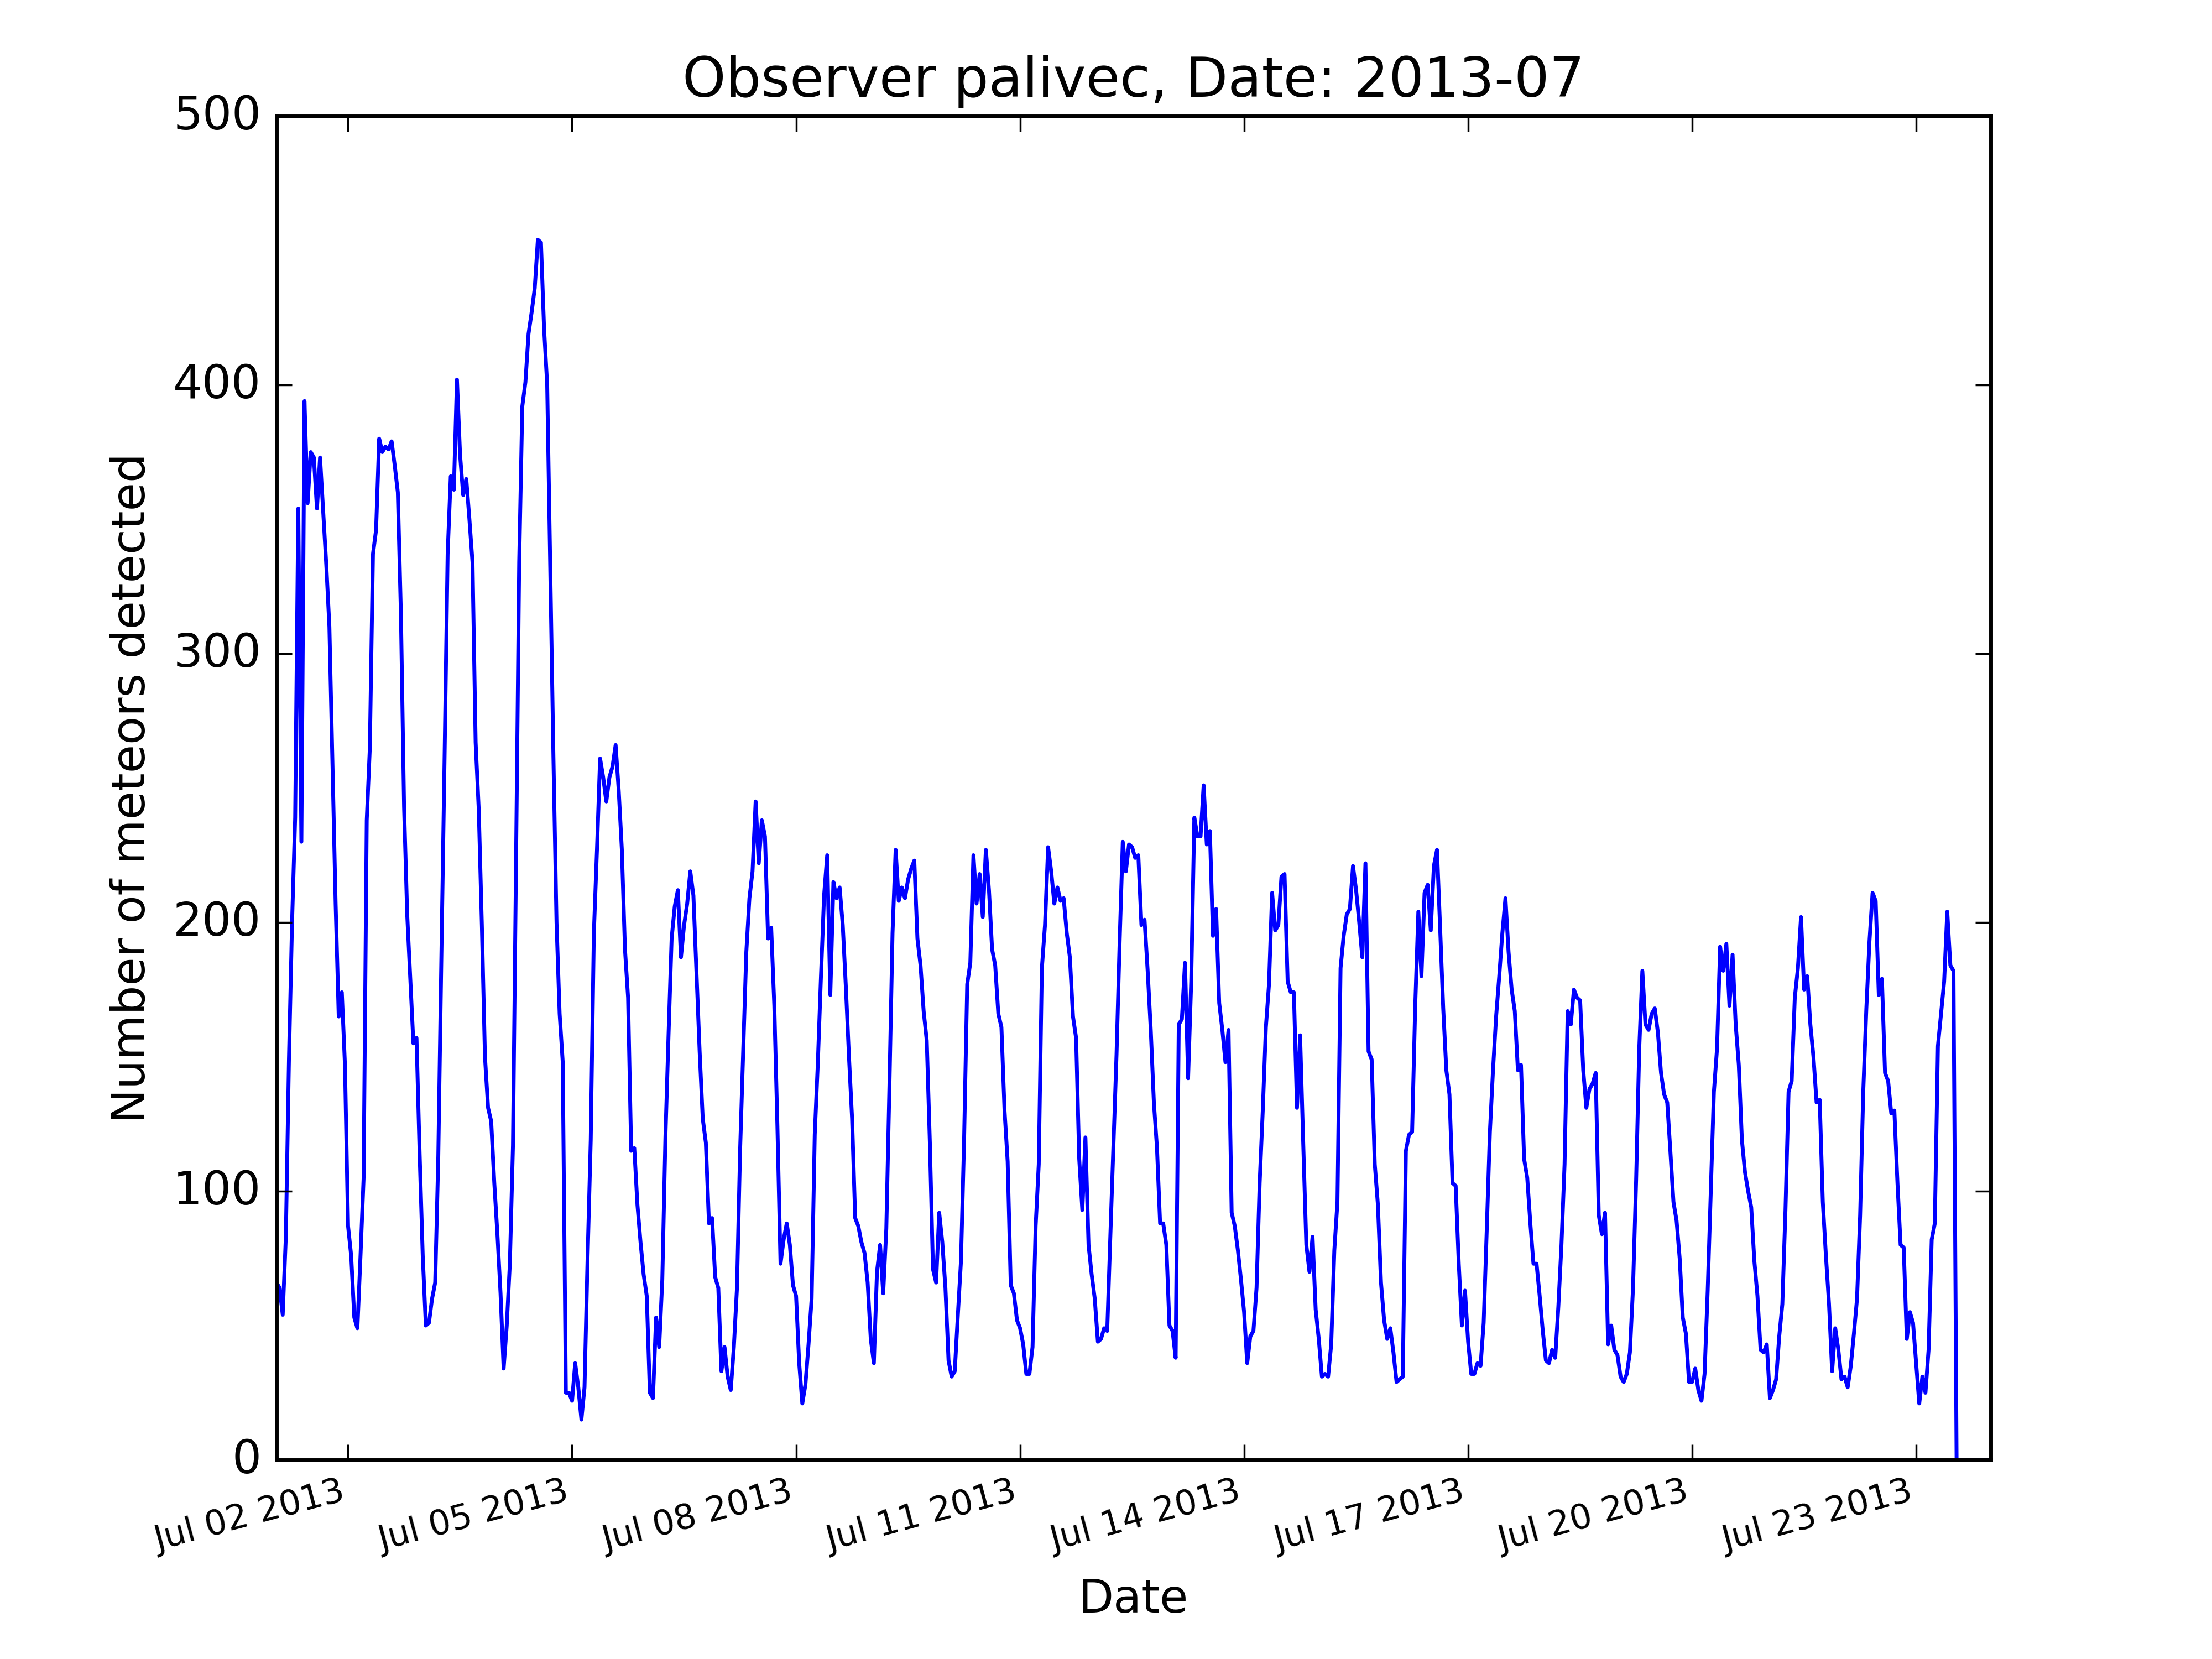 Observer palivec, Date: 2013-07
500
400
300
200
100
0
Number of meteors detected
Jul 02 2013
Jul 05 2013
Jul 08 2013
Jul 11 2013
Jul 14 2013
Jul 17 2013
Jul 20 2013
Jul 23 2013
Date